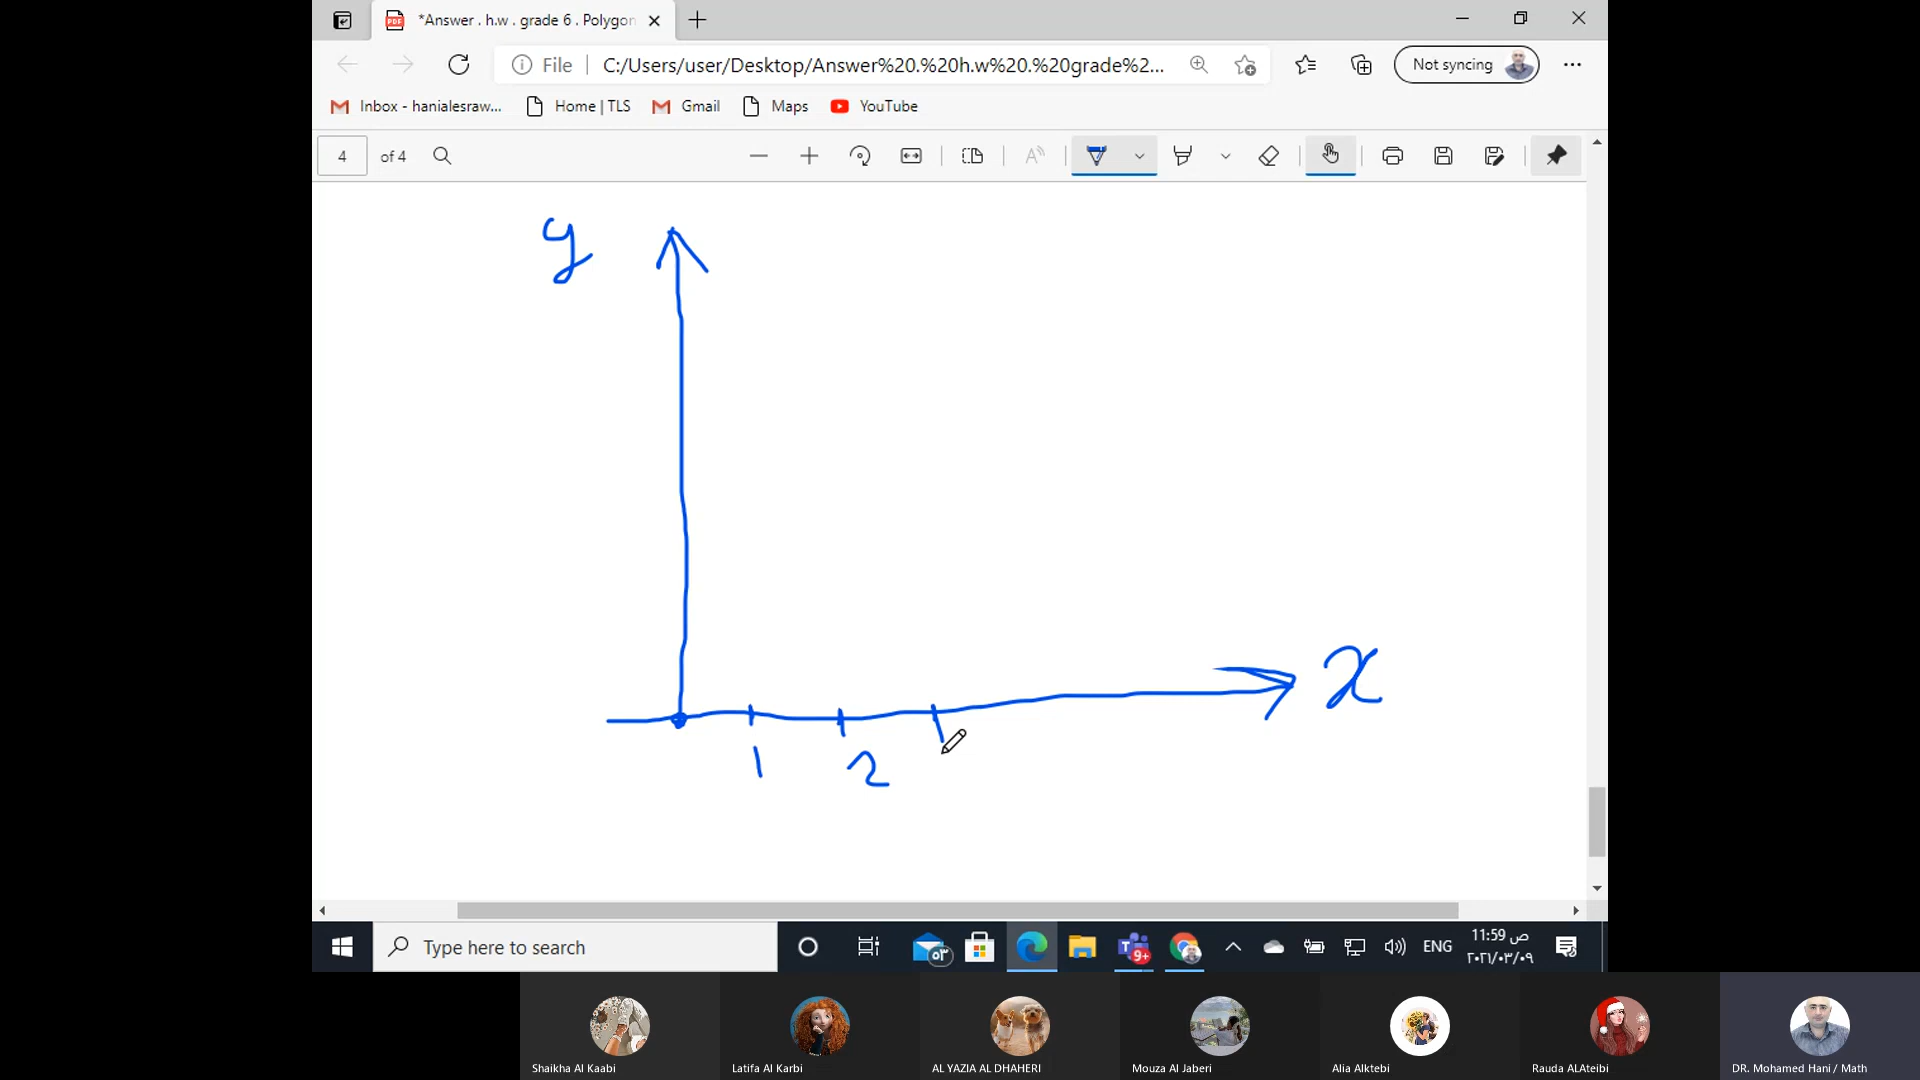 *Answer . h.w . grade 6 . Polygon
File C:/Users/user/Desktop/Answer%20.%20h.w%20.%20grade%2... Not syncing
Inbox - hanialesraw... Home | TLS Gmail Maps YouTube
4 of 4
y
x
1 2
Type here to search
٥٣
9+
ENG
11:59 ص
٢٠٢١/٠٣/٠٩
Shaikha Al Kaabi Latifa Al Karbi AL YAZIA AL DHAHERI Mouza Al Jaberi Alia Alktebi Rauda ALAteibi DR. Mohamed Hani / Math